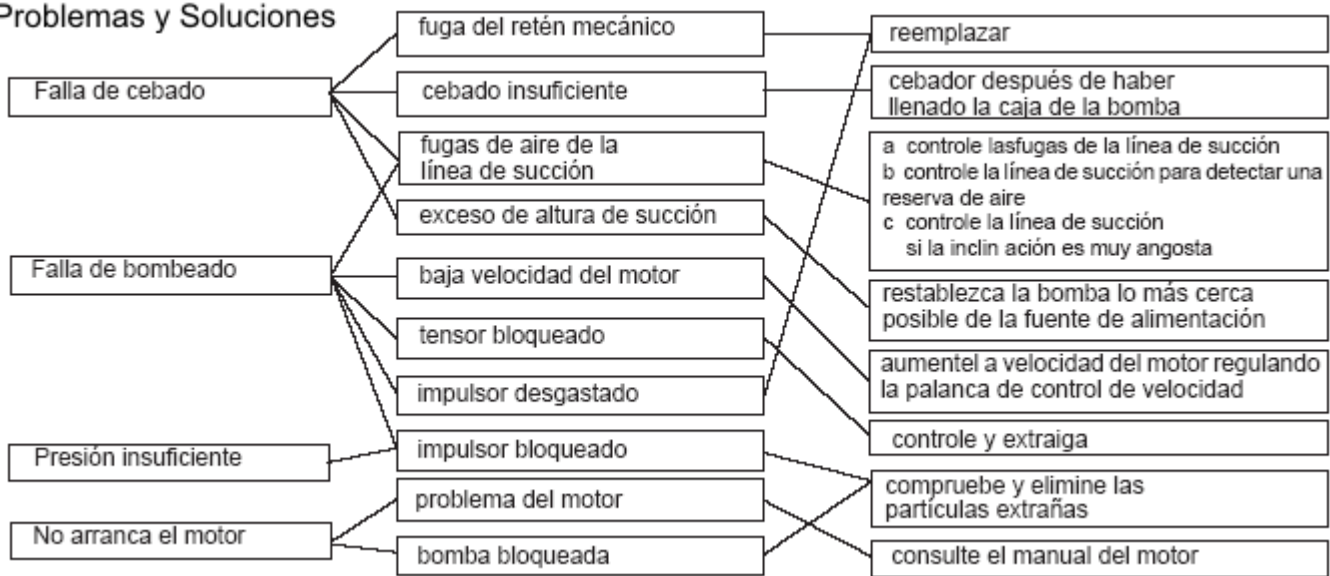 Problemas y Soluciones
Falla de cebado
Falla de bombeado
Presión insuficiente
No arranca el motor
fuga del retén mecánico
cebado insuficiente
fugas de aire de la
línea de succión
exceso de altura de succión
baja velocidad del motor
tensor bloqueado
impulsor desgastado
impulsor bloqueado
problema del motor
bomba bloqueada
reemplazar
cebador después de haber
llenado la caja de la bomba
a controle lasfugas de la línea de succión
b controle la línea de succión para detectar una
reserva de aire
c controle la línea de succión
si la inclin ación es muy angosta
restablezca la bomba lo más cerca
posible de la fuente de alimentación
aumentel a velocidad del motor regulando
la palanca de control de velocidad
controle y extraiga
compruebe y elimine las
partículas extrañas
consulte el manual del motor